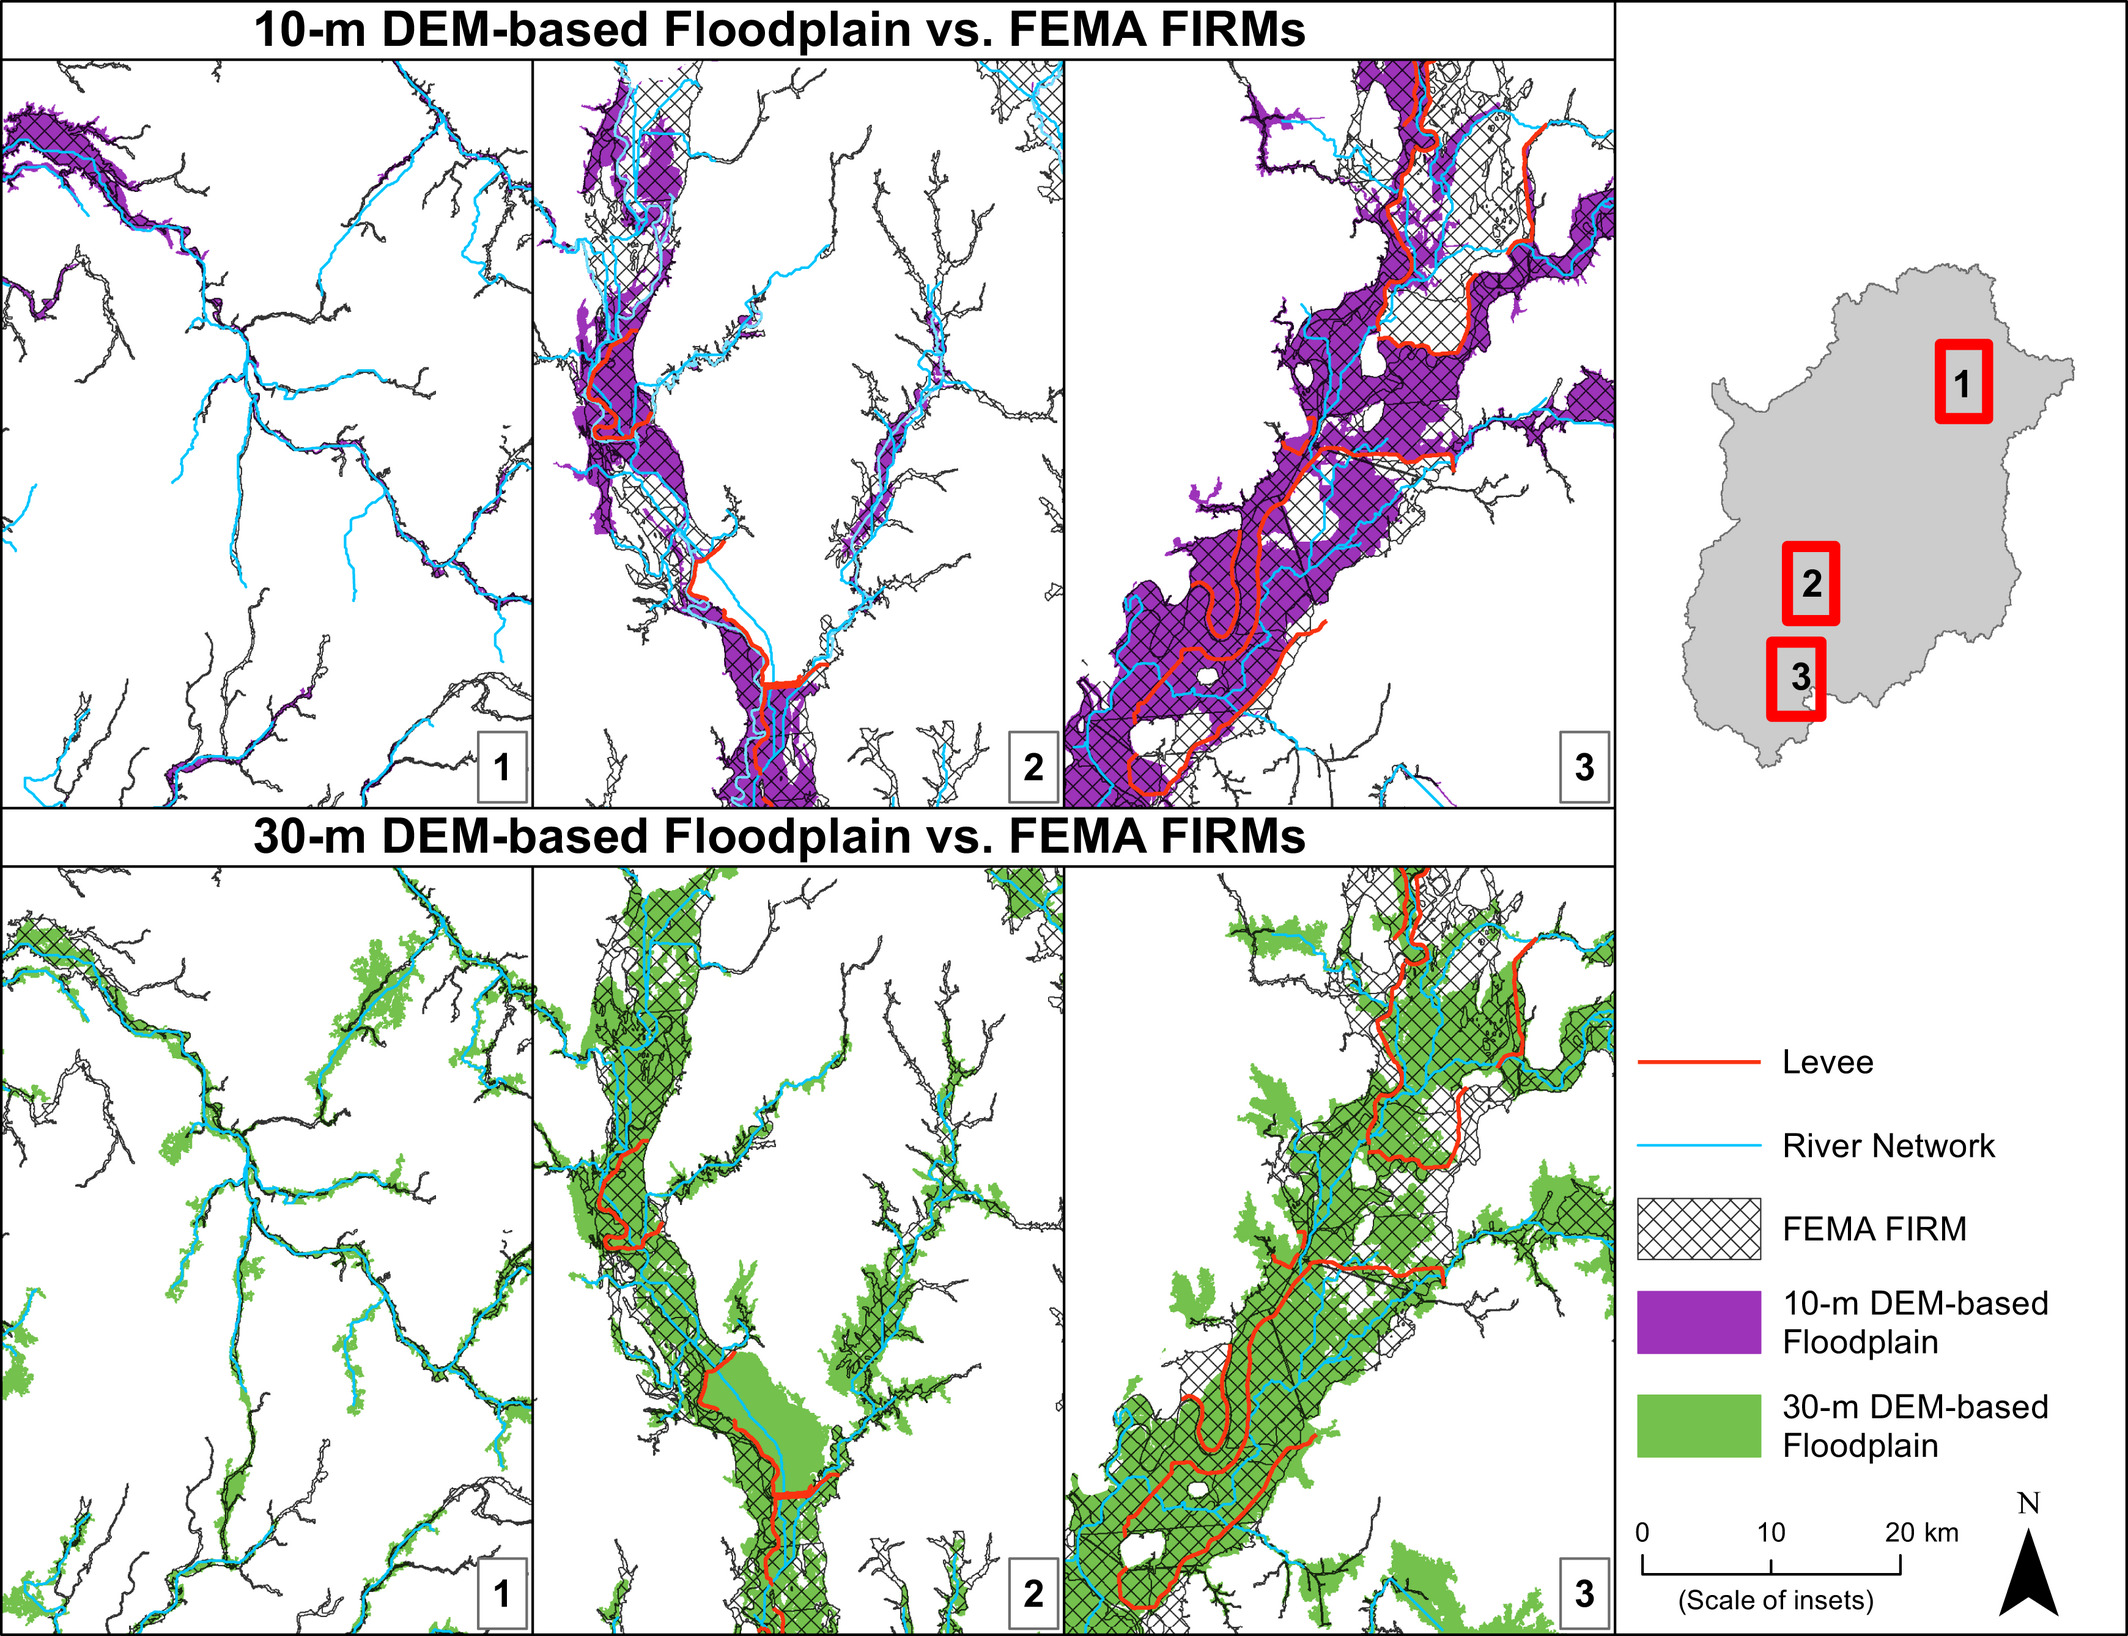 10-m DEM-based Floodplain vs. FEMA FIRMs
1
2
3
30-m DEM-based Floodplain vs. FEMA FIRMs
1
2
3
1
2
3
Levee
River Network
FEMA FIRM
10-m DEM-based
Floodplain
30-m DEM-based
Floodplain
N
0 10 20 km
(Scale of insets)